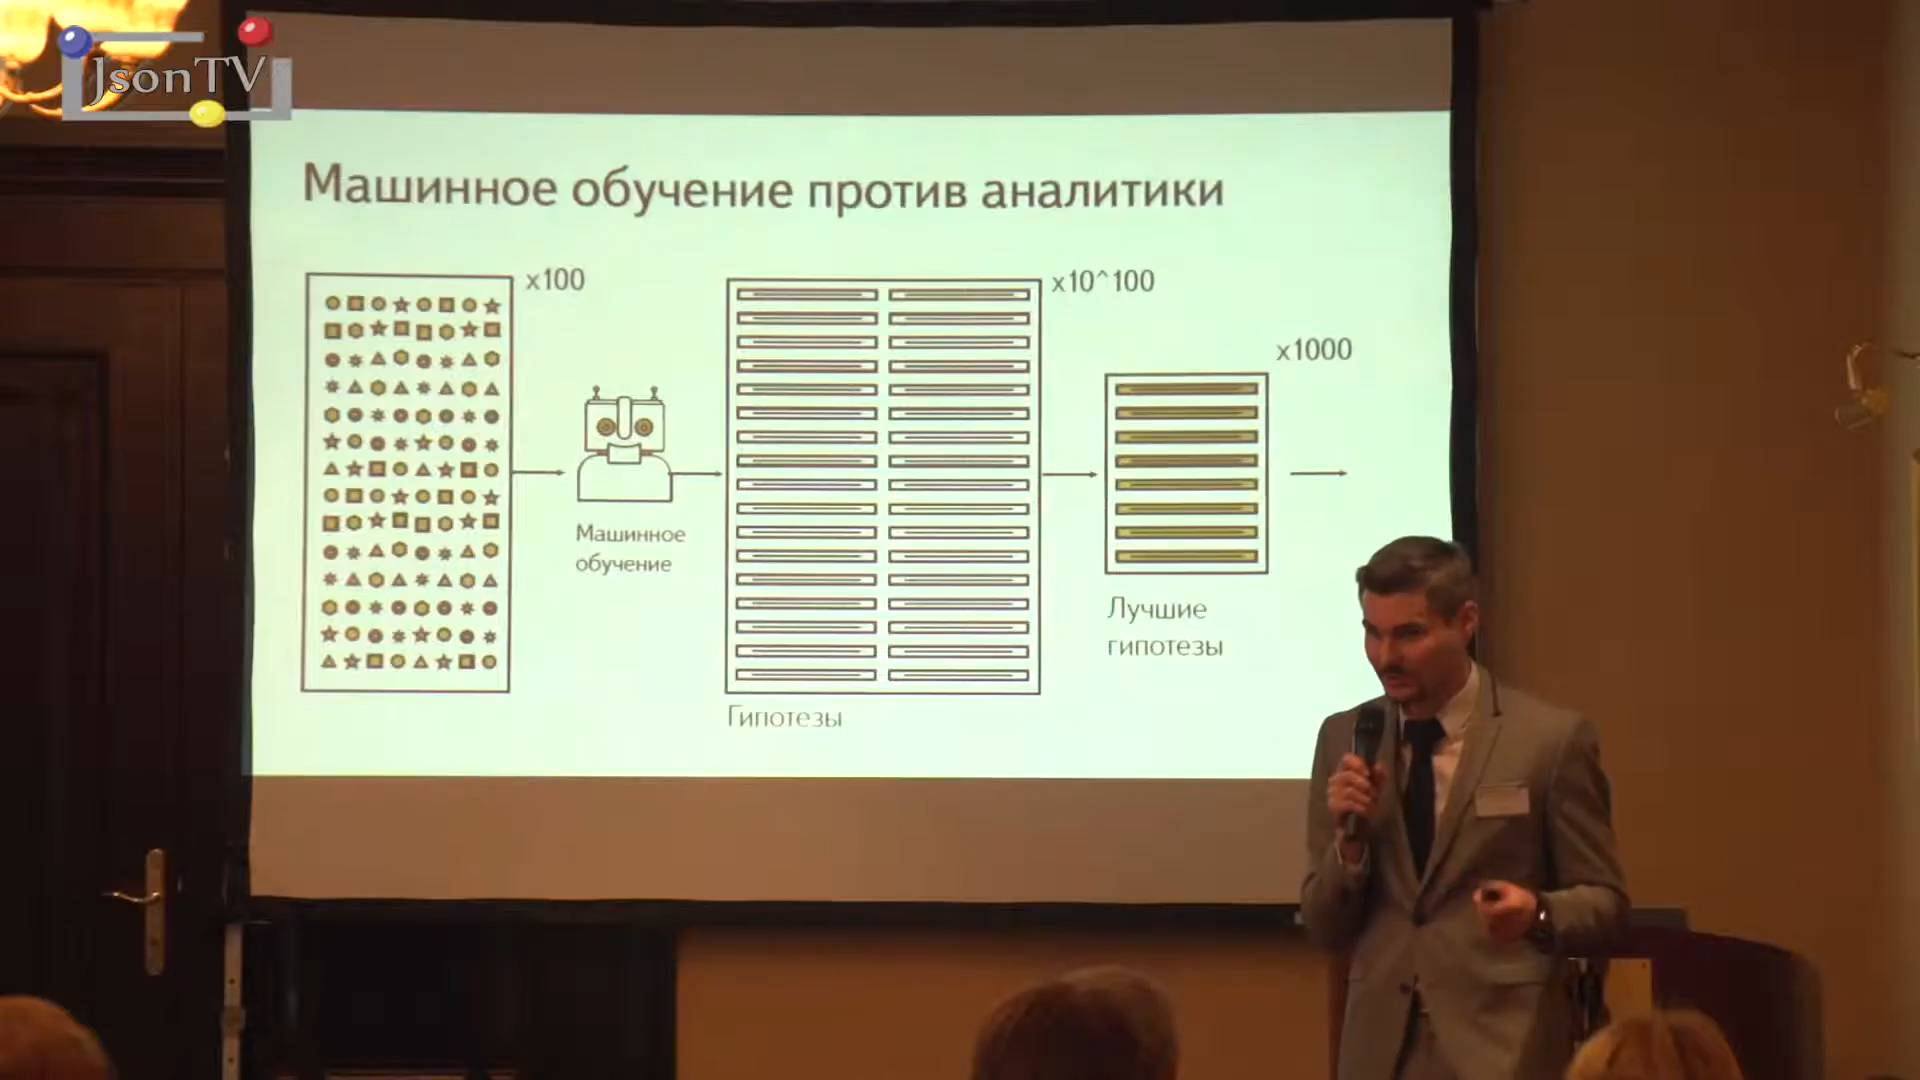 JsonTV
Машинное обучение против аналитики
x100
x10^100
x1000
Машинное
обучение
Лучшие
гипотезы
Гипотезы